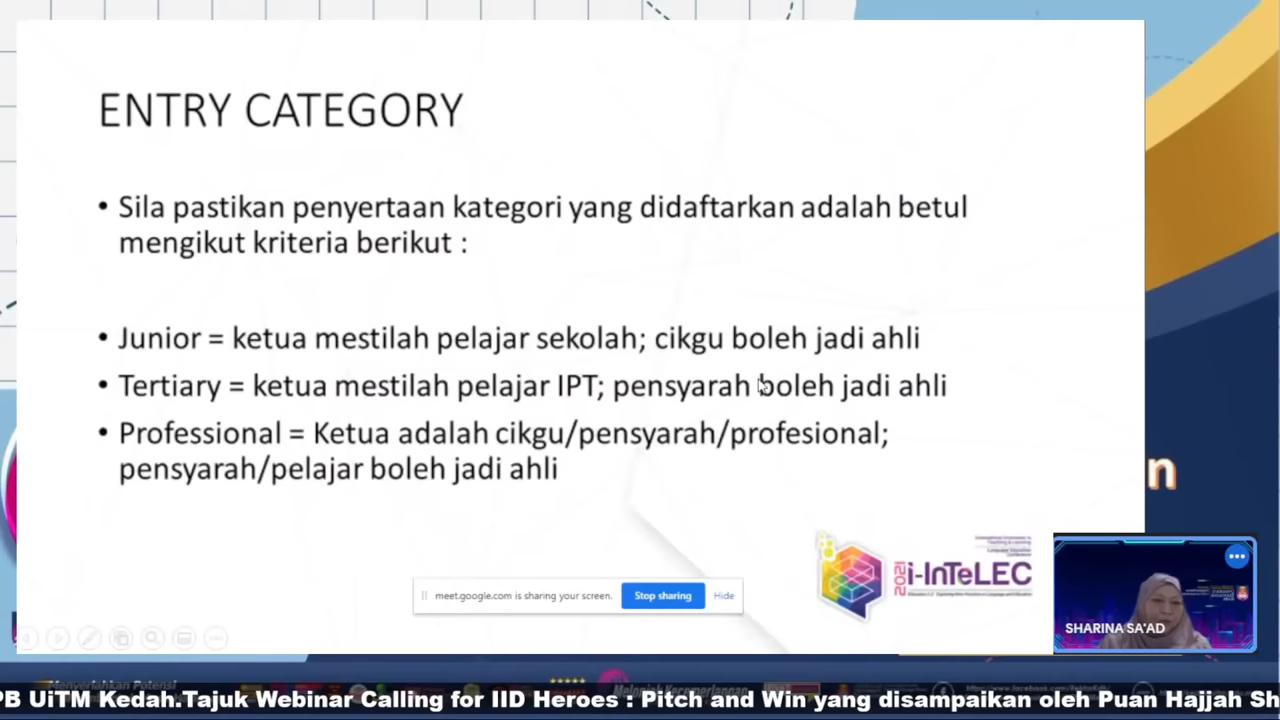 ENTRY CATEGORY
• Sila pastikan penyertaan kategori yang didaftarkan adalah betul
mengikut kriteria berikut :
• Junior = ketua mestilah pelajar sekolah; cikgu boleh jadi ahli
• Tertiary = ketua mestilah pelajar IPT; pensyarah boleh jadi ahli
• Professional = Ketua adalah cikgu/pensyarah/profesional;
pensyarah/pelajar boleh jadi ahli
n
2021
i-InTeLEC
meet.google.com is sharing your screen.
Stop sharing
Hide
SHARINA SA'AD
Menyerlahkan Potensi
PB UiTM Kedah.Tajuk Webinar Calling for IID Heroes : Pitch and Win yang disampaikan oleh Puan Hajjah Sh